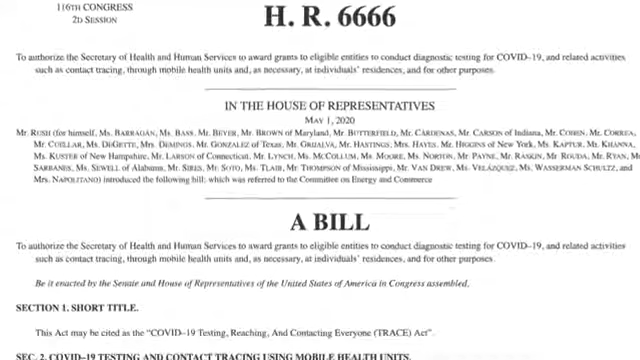 116TH CONGRESS
2D SESSION
H. R. 6666
To authorize the Secretary of Health and Human Services to award grants to eligible entities to conduct diagnostic testing for COVID–19, and related activities
such as contact tracing, through mobile health units and, as necessary, at individuals' residences, and for other purposes.
IN THE HOUSE OF REPRESENTATIVES
MAY 1, 2020
Mr. RUSH (for himself, Ms. BARRAGÁN, Ms. BASS, Mr. BEYER, Mr. BROWN of Maryland, Mr. BUTTERFIELD, Mr. CÁRDENAS, Mr. CARSON of Indiana, Mr. COHEN, Mr. CORREA,
Mr. CUELLAR, Ms. DEGETTE, Mrs. DEMINGS, Mr. GONZALEZ of Texas, Mr. GRIJALVA, Mr. HASTINGS, Mrs. HAYES, Mr. HIGGINS of New York, Ms. KAPTUR, Mr. KHANNA,
Ms. KUSTER of New Hampshire, Mr. LARSON of Connecticut, Mr. LYNCH, Ms. MCCOLLUM, Ms. MOORE, Ms. NORTON, Mr. PAYNE, Mr. RASKIN, Mr. ROUDA, Mr. RYAN, M
SARBANES, Ms. SEWELL of Alabama, Mr. SIRES, Mr. SOTO, Ms. TLAIB, Mr. THOMPSON of Mississippi, Mr. VAN DREW, Ms. VELÁZQUEZ, Ms. WASSERMAN SCHULTZ, and
Mrs. NAPOLITANO) introduced the following bill; which was referred to the Committee on Energy and Commerce
A BILL
To authorize the Secretary of Health and Human Services to award grants to eligible entities to conduct diagnostic testing for COVID–19, and related activities
such as contact tracing, through mobile health units and, as necessary, at individuals' residences, and for other purposes.
Be it enacted by the Senate and House of Representatives of the United States of America in Congress assembled,
SECTION 1. SHORT TITLE.
This Act may be cited as the “COVID–19 Testing, Reaching, And Contacting Everyone (TRACE) Act”.
SEC. 2. COVID–19 TESTING AND CONTACT TRACING USING MOBILE HEALTH UNITS.